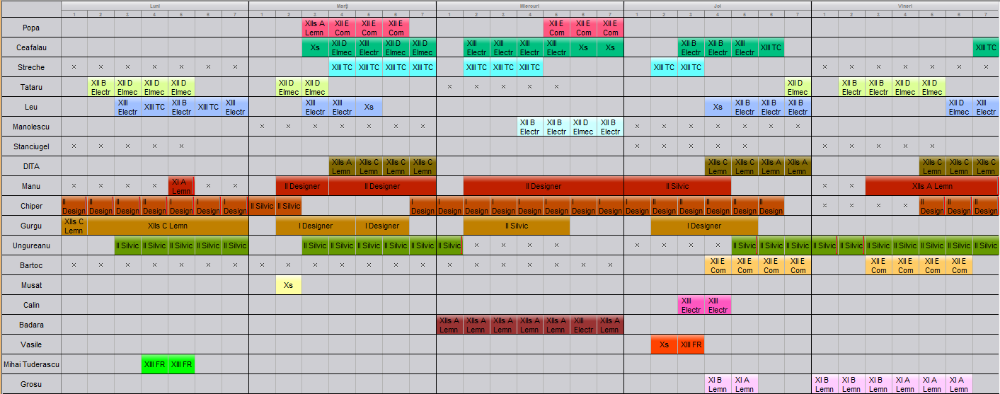 Luni Marți Mierouri Joi Vineri
1 2 3 4 5 6 7 1 2 3 4 5 6 7 1 2 3 4 5 6 7 1 2 3 4 5 6 7 1 2 3 4 5 6 7
Popa XIIs A Lemn XII E Com XII E Com XII E Com XII E Com XII E Com XII E Com
Ceafalau Xs XII D Elmec XIII Electr XII D Elmec XII D Elmec XIII Electr XIII Electr XIII Electr XIII Electr Xs Xs XII B Electr XII B Electr XIII Electr XIII TC XIII TC
Streche × × × × × × × XIII TC XIII TC XIII TC XIII TC XIII TC XIII TC XIII TC XIII TC XIII TC × × × × × × ×
Tataru XII B Electr XII D Elmec XII D Elmec XII D Elmec XII D Elmec XII D Elmec × × × × × XII D Elmec XII B Electr XII B Electr XII D Elmec XII D Elmec
Leu XIII Electr XIII TC XII B Electr XIII TC XIII Electr XIII Electr XIII Electr Xs Xs XII B Electr XII B Electr XII B Electr XII D Elmec XIII Electr
Manolescu × × × × × × × XII B Electr XII B Electr XII D Elmec XII B Electr × × × × × × ×
Stanciugel × × × × × × × × × × × × × × ×
DITA XIIs A Lemn XIIs C Lemn XIIs C Lemn XIIs C Lemn XIIs C Lemn XIIs C Lemn XIIs A Lemn XIIs A Lemn XIIs C Lemn XIIs C Lemn XIIs C Lemn
Manu × × × × XI A Lemn × × II Designer II Designer II Designer II Silvic × × XIIs A Lemn
Chiper II Design II Design II Design II Design II Design II Design II Design II Silvic II Silvic I Design I Design I Design I Design I Design I Design I Design I Design II Design II Design II Design II Design II Design II Design × × × × II Design II Design II Design
Gurgu XIIs C Lemn XIIs C Lemn I Designer I Designer II Silvic I Designer
Ungureanu II Silvic II Silvic II Silvic II Silvic II Silvic II Silvic II Silvic II Silvic II Silvic II Silvic II Silvic × × × × × × × × II Silvic II Silvic II Silvic II Silvic II Silvic II Silvic II Silvic II Silvic II Silvic II Silvic
Bartoc × × × × × × × × × × × × × × × × × × × × × XII E Com XII E Com XII E Com XII E Com XII E Com XII E Com XII E Com XII E Com
Musat Xs
Calin XIII Electr XIII Electr
Badara XIIs A Lemn XIIs A Lemn XIIs A Lemn XIIs A Lemn XIIs A Lemn XIII Electr XIIs A Lemn
Vasile Xs XIII FR
Mihai Tuderascu XIII FR XIII FR
Grosu XI B Lemn XI A Lemn XI B Lemn XI B Lemn XI B Lemn XI A Lemn XI A Lemn XI A Lemn